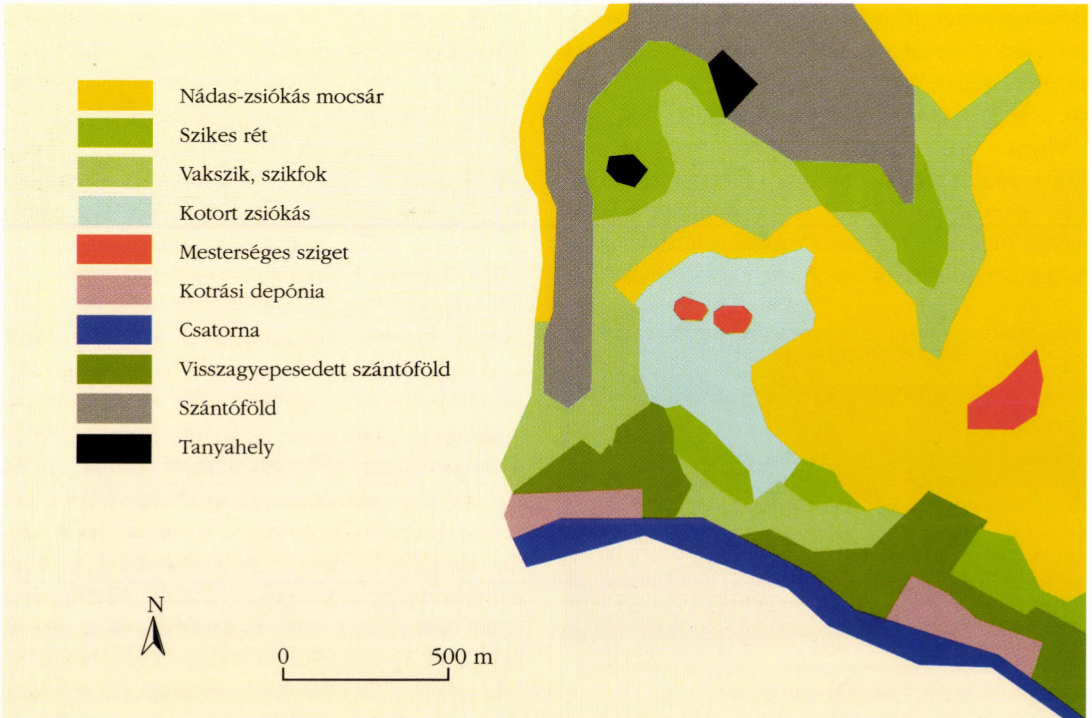 Nádas-zsiókás mocsár
Szikes rét
Vakszik, szikfok
Kotort zsiókás
Mesterséges sziget
Kotrási depónia
Csatorna
Visszagyepesedett szántóföld
Szántóföld
Tanyahely
N
0 500 m